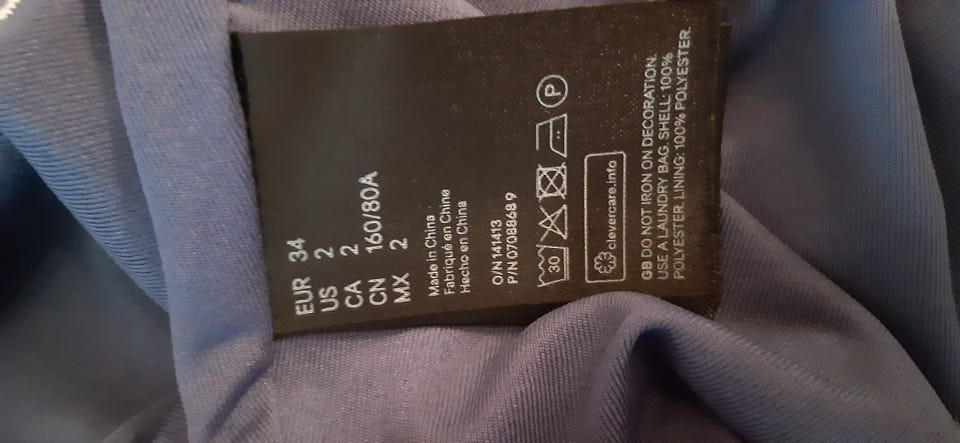 EUR 34
US 2
CA 2
CN 160/80A
MX 2
Made in China
Fabriqué en Chine
Hecho en China
O/N 141413
P/N 07088689
30
P
clevercare.info
GB DO NOT IRON ON DECORATION.
USE A LAUNDRY BAG. SHELL: 100%
POLYESTER. LINING: 100% POLYESTER.